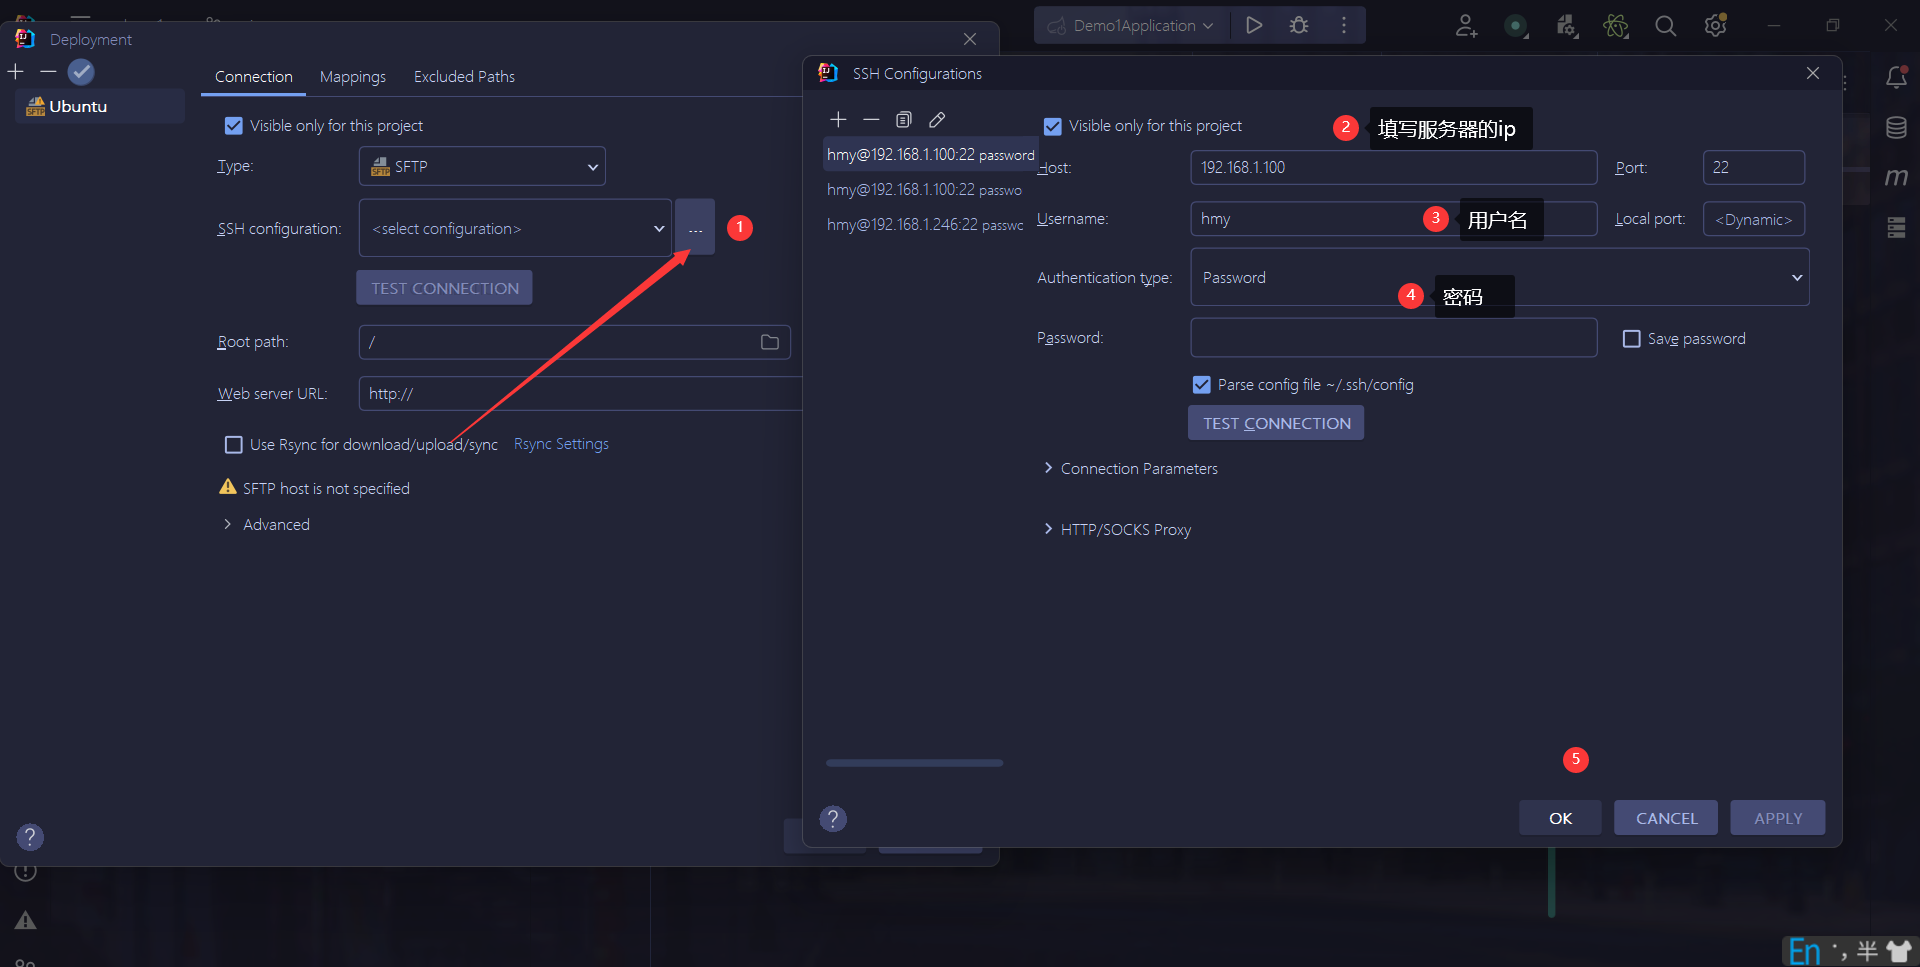 Demo1Application
Deployment
Ubuntu
Connection
Mappings
Excluded Paths
Visible only for this project
Type:
SFTP
SSH configuration:
<select configuration>
...
1
TEST CONNECTION
Root path:
/
Web server URL:
http://
Use Rsync for download/upload/sync
Rsync Settings
SFTP host is not specified
Advanced
?
SSH Configurations
hmy@192.168.1.100:22 password
hmy@192.168.1.100:22 passwo
hmy@192.168.1.246:22 passwc
Visible only for this project
2
填写服务器的ip
Host:
192.168.1.100
Port:
22
Username:
hmy
3
用户名
Local port:
<Dynamic>
Authentication type:
Password
4
密码
Password:
Save password
Parse config file ~/.ssh/config
TEST CONNECTION
Connection Parameters
HTTP/SOCKS Proxy
5
?
OK
CANCEL
APPLY
m
En
半